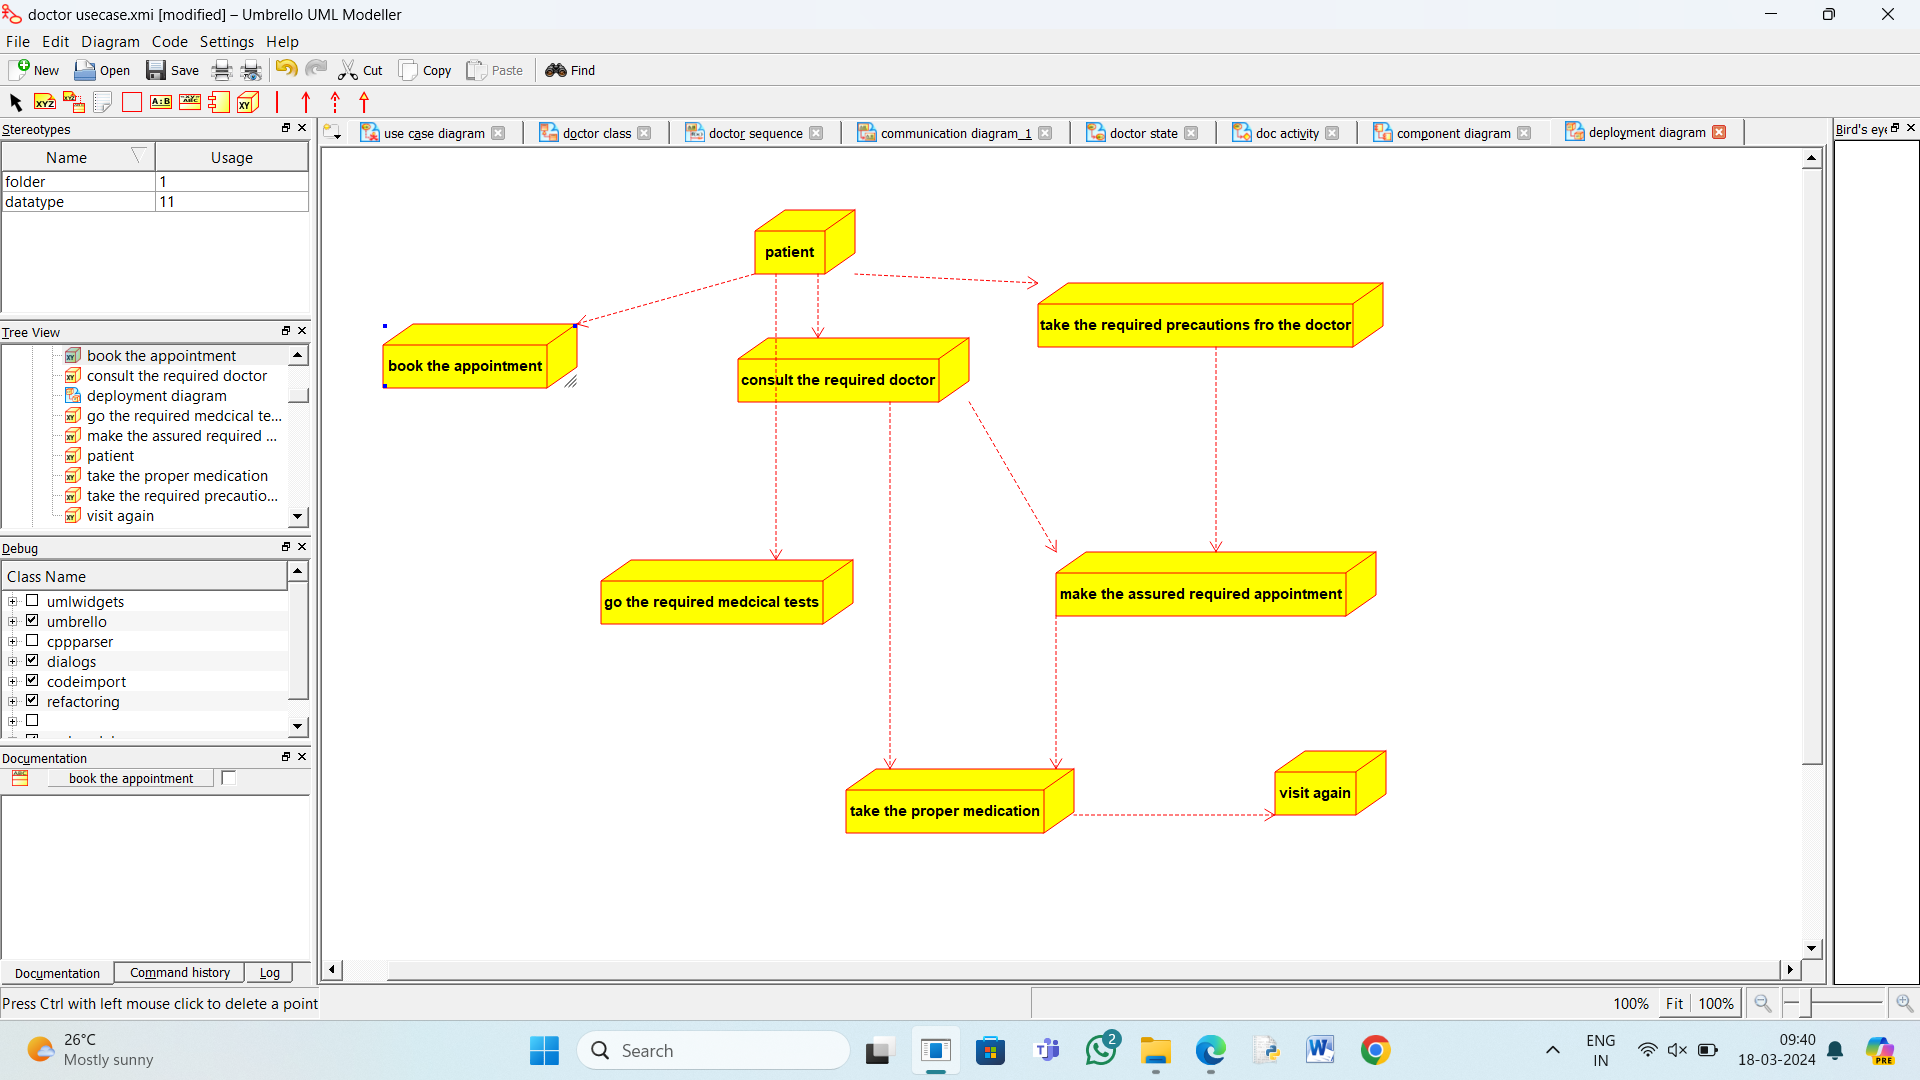 doctor usecase.xmi [modified] – Umbrello UML Modeller
File Edit Diagram Code Settings Help
New Open Save Cut Copy Paste Find
XYZ XYZ A:B ABC XY
Stereotypes
Name Usage
folder 1
datatype 11
Tree View
book the appointment
consult the required doctor
deployment diagram
go the required medcical te...
make the assured required ...
patient
take the proper medication
take the required precautio...
visit again
Debug
Class Name
umlwidgets
umbrello
cppparser
dialogs
codeimport
refactoring
Documentation
book the appointment
Documentation Command history Log
use case diagram doctor class doctor sequence communication diagram_1 doctor state doc activity component diagram deployment diagram
Bird's eye
patient
take the required precautions fro the doctor
book the appointment
consult the required doctor
go the required medcical tests
make the assured required appointment
take the proper medication
visit again
Press Ctrl with left mouse click to delete a point
100% Fit 100%
26°C
Mostly sunny
Search
2
ENG
IN
09:40
18-03-2024
PRE